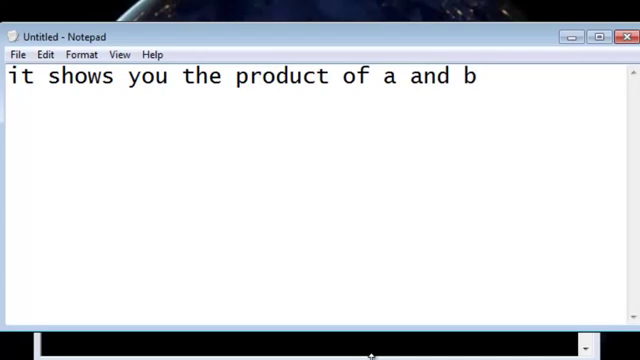 Untitled - Notepad
File Edit Format View Help
it shows you the product of a and b